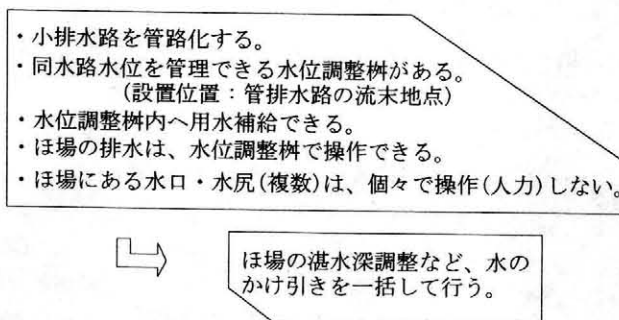 ・小排水路を管路化する。
・同水路水位を管理できる水位調整桝がある。
(設置位置：管排水路の流末地点)
・水位調整桝内へ用水補給できる。
・ほ場の排水は、水位調整桝で操作できる。
・ほ場にある水口・水尻(複数)は、個々で操作(人力)しない。
ほ場の湛水深調整など、水の
かけ引きを一括して行う。